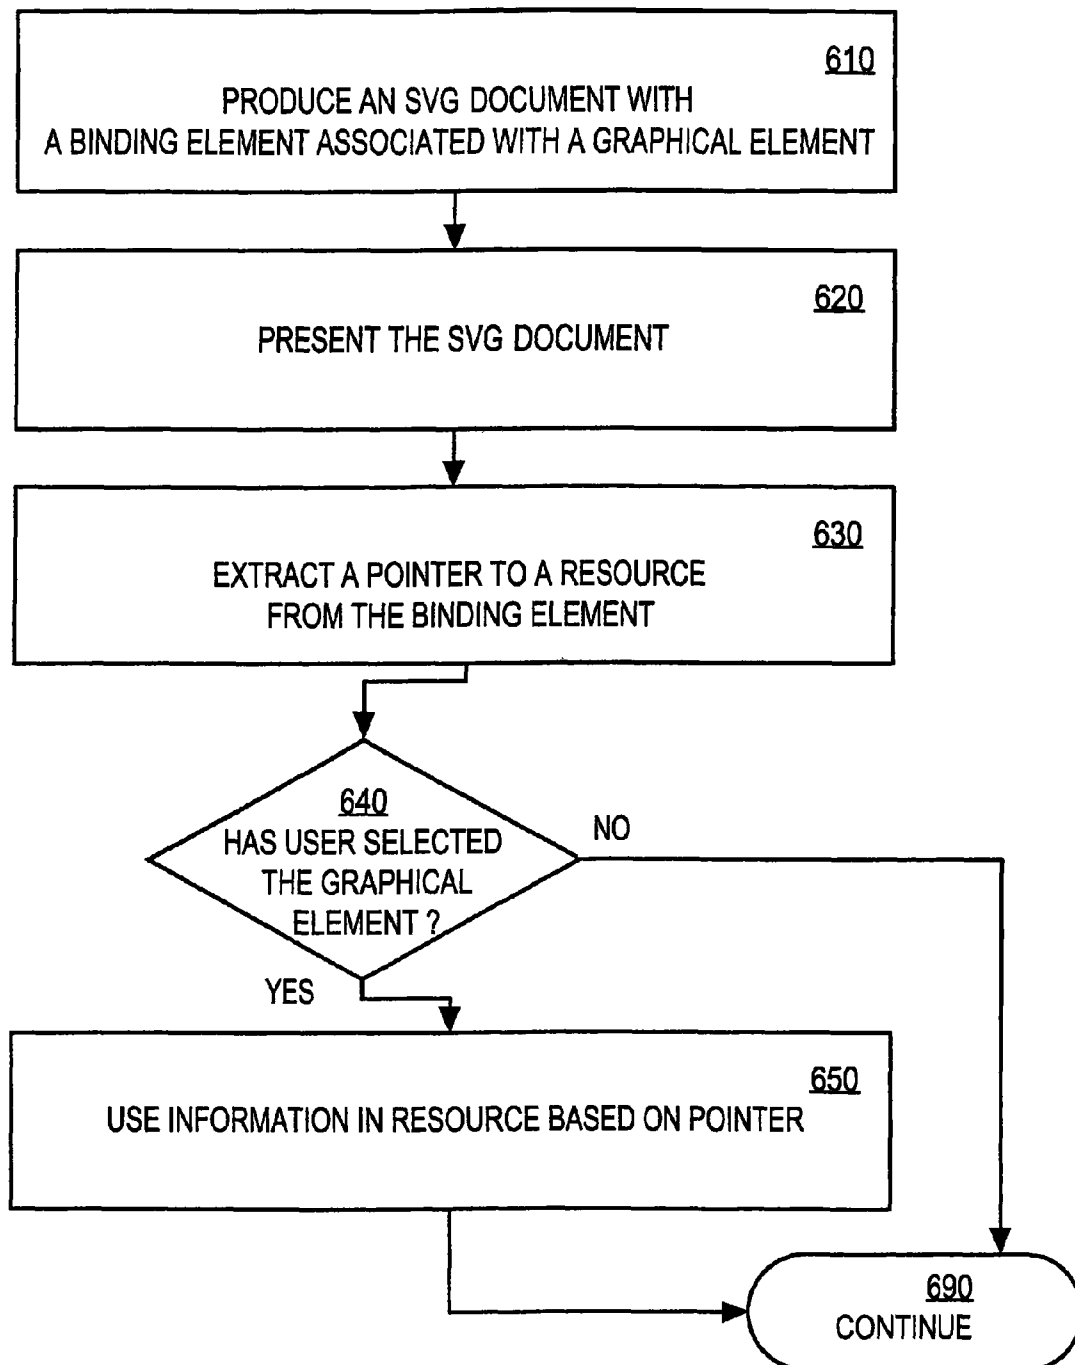 610
PRODUCE AN SVG DOCUMENT WITH
A BINDING ELEMENT ASSOCIATED WITH A GRAPHICAL ELEMENT
620
PRESENT THE SVG DOCUMENT
630
EXTRACT A POINTER TO A RESOURCE
FROM THE BINDING ELEMENT
640
HAS USER SELECTED
THE GRAPHICAL
ELEMENT ?
NO
YES
650
USE INFORMATION IN RESOURCE BASED ON POINTER
690
CONTINUE